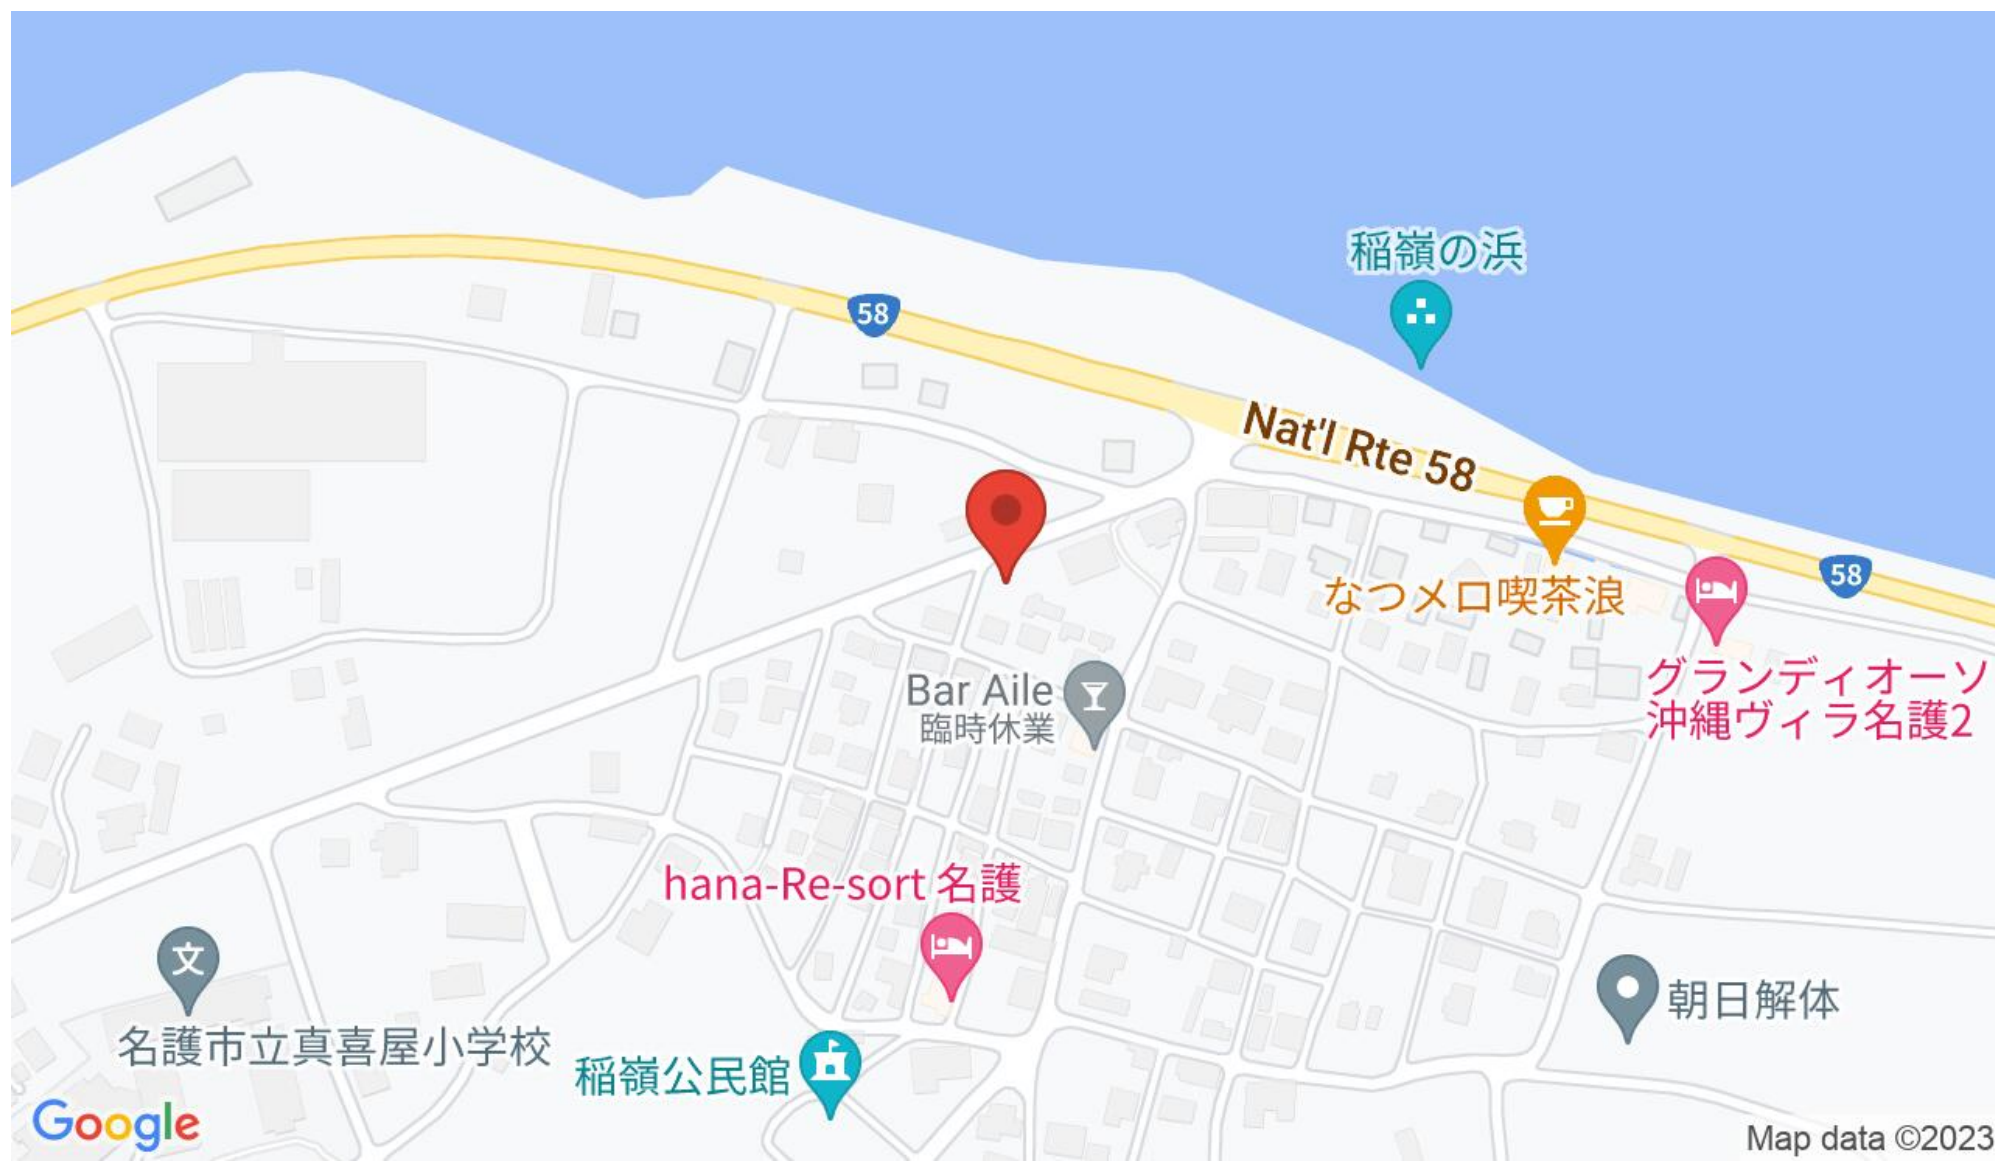 稲嶺の浜
58
Nat'l Rte 58
なつメロ喫茶浪
58
グランディオーソ
沖縄ヴィラ名護2
Bar Aile
臨時休業
hana-Re-sort 名護
文
名護市立真喜屋小学校
朝日解体
稲嶺公民館
Google
Map data ©2023